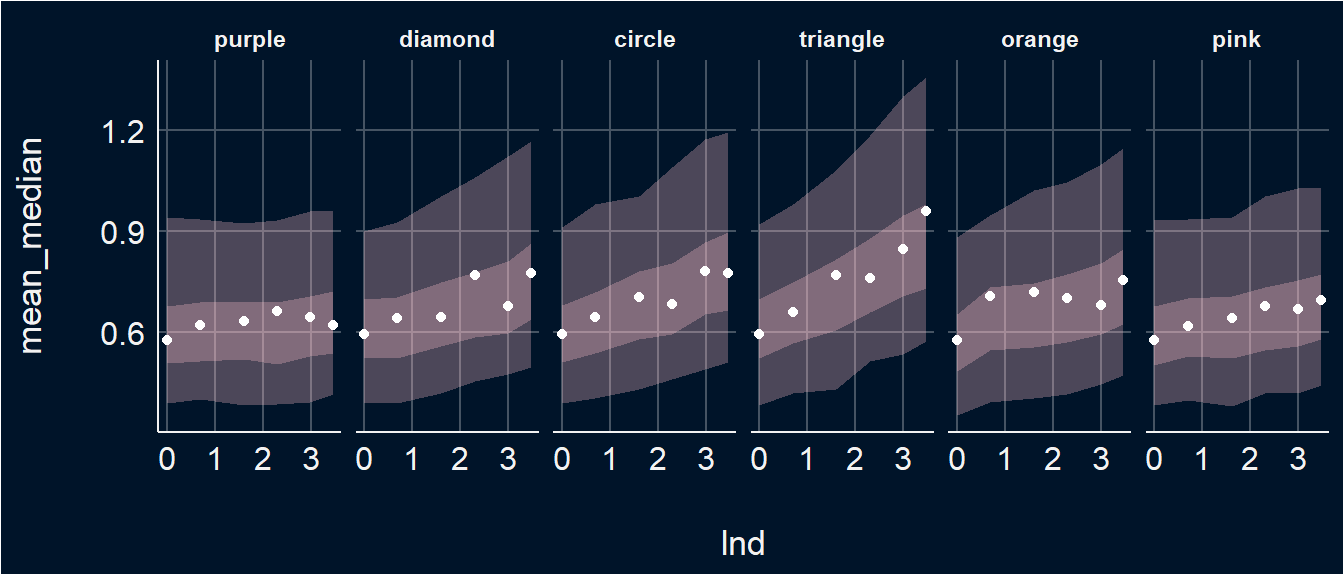 purple diamond circle triangle orange pink
mean_median
1.2
0.9
0.6
0 1 2 3 0 1 2 3 0 1 2 3 0 1 2 3 0 1 2 3 0 1 2 3
lnd